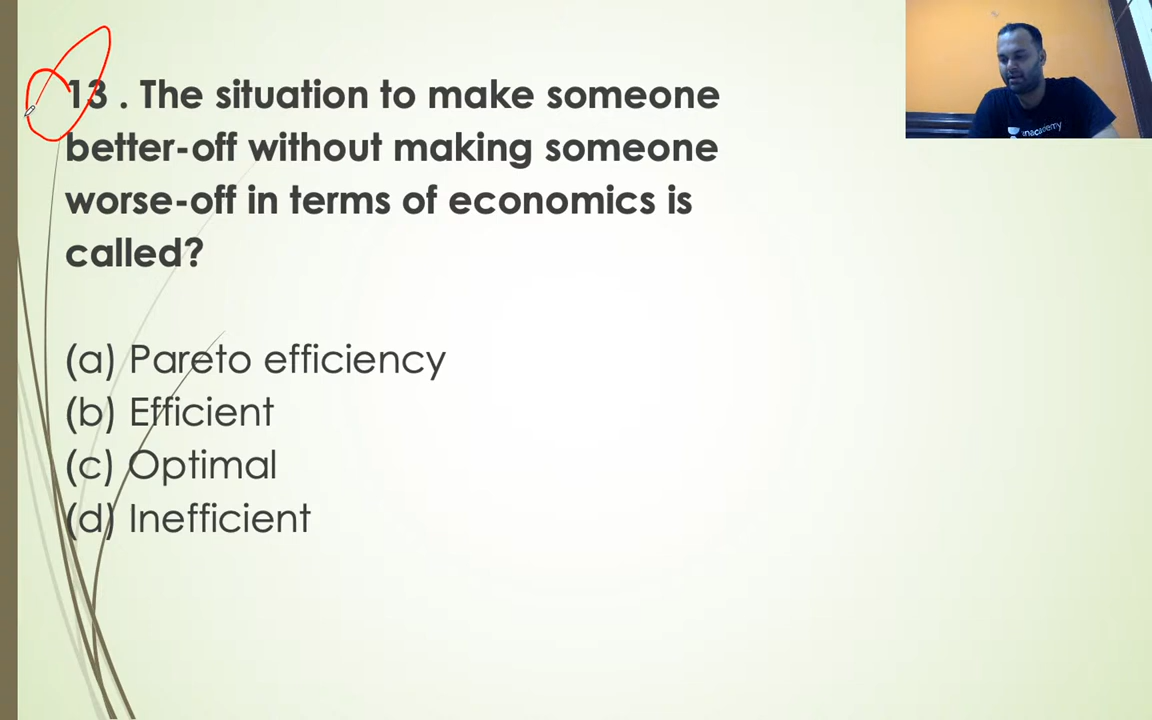 13 . The situation to make someone
better-off without making someone
worse-off in terms of economics is
called?
(a) Pareto efficiency
(b) Efficient
(c) Optimal
(d) Inefficient
unacademy